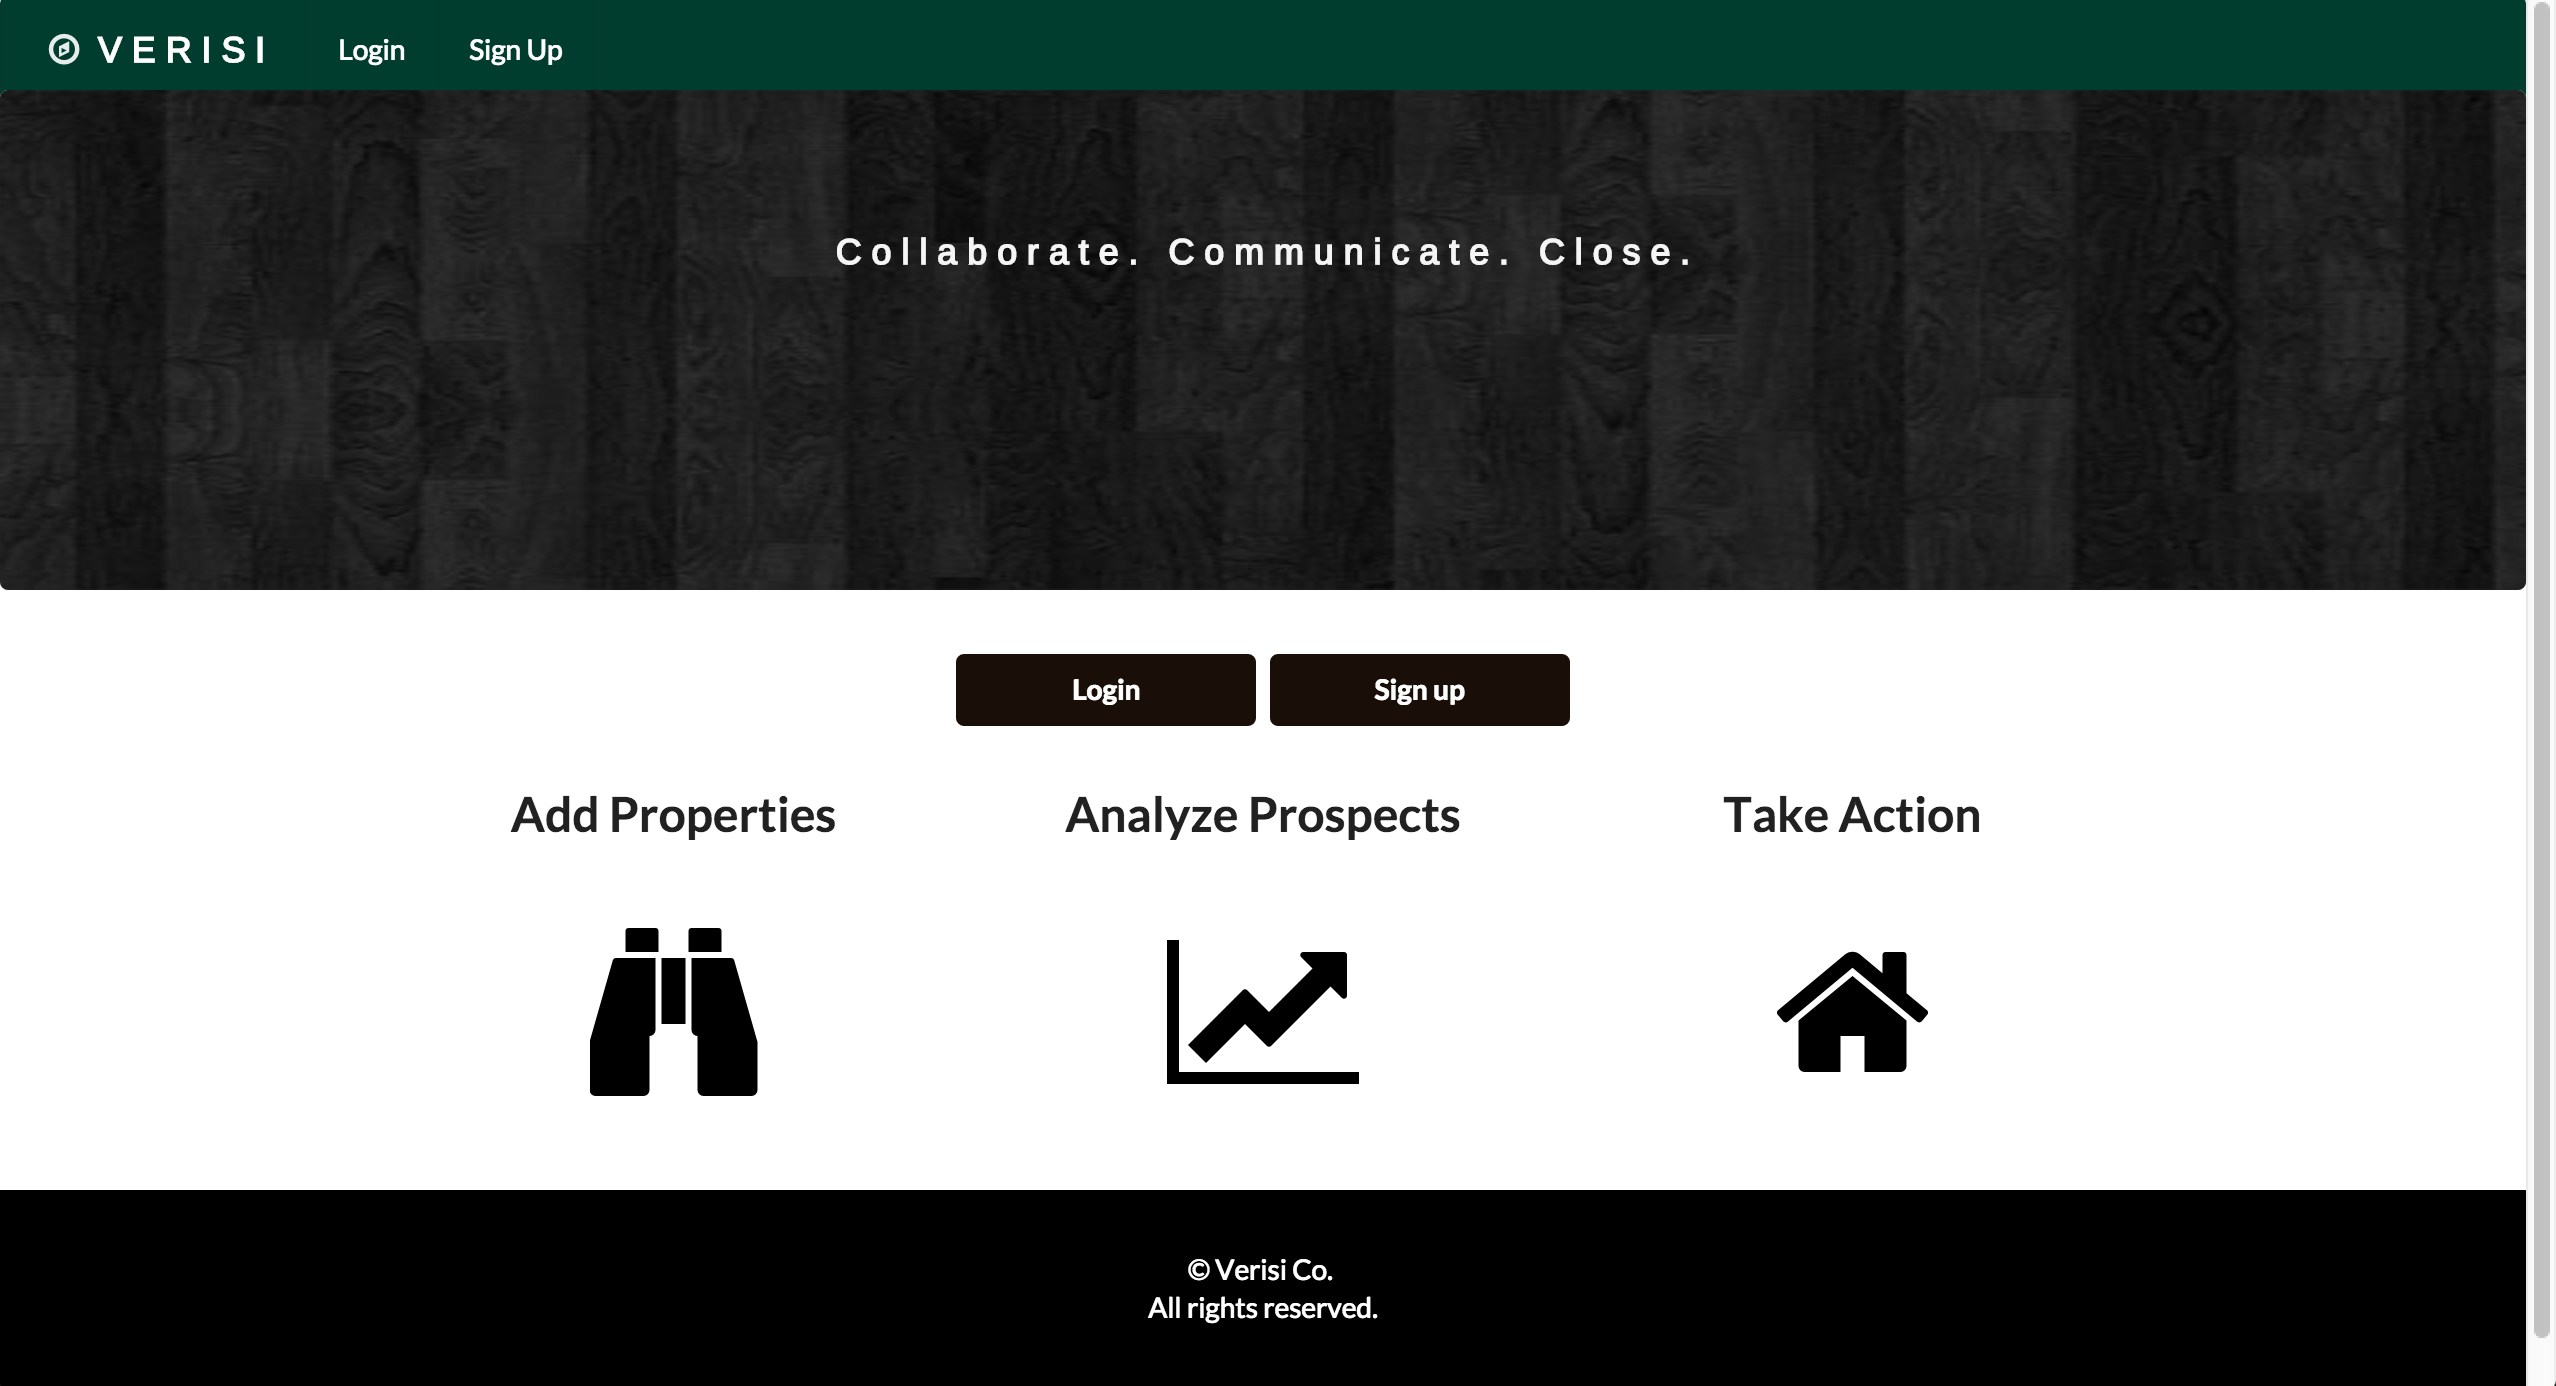 VERISI Login Sign Up
Collaborate. Communicate. Close.
Login Sign up
Add Properties Analyze Prospects Take Action
© Verisi Co.
All rights reserved.